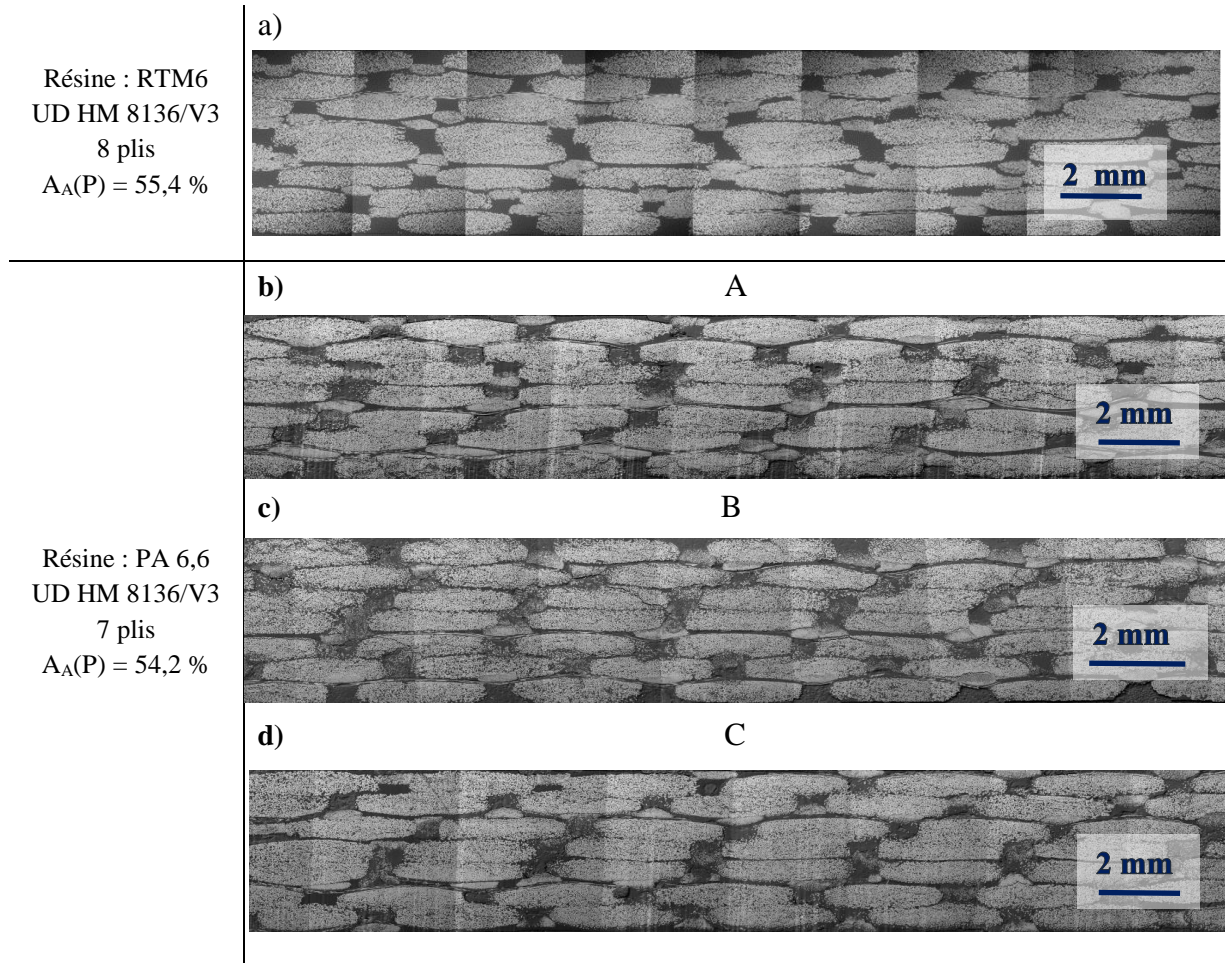 a)
Résine : RTM6
UD HM 8136/V3
8 plis
A_A(P) = 55,4 %
2 mm
b)
A
2 mm
c)
B
Résine : PA 6,6
UD HM 8136/V3
7 plis
A_A(P) = 54,2 %
2 mm
d)
C
2 mm